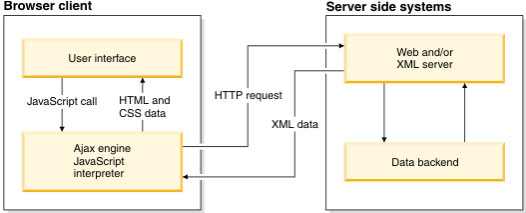 Browser client
Server side systems
User interface
Web and/or
XML server
JavaScript call
HTML and
CSS data
HTTP request
XML data
Ajax engine
JavaScript
interpreter
Data backend